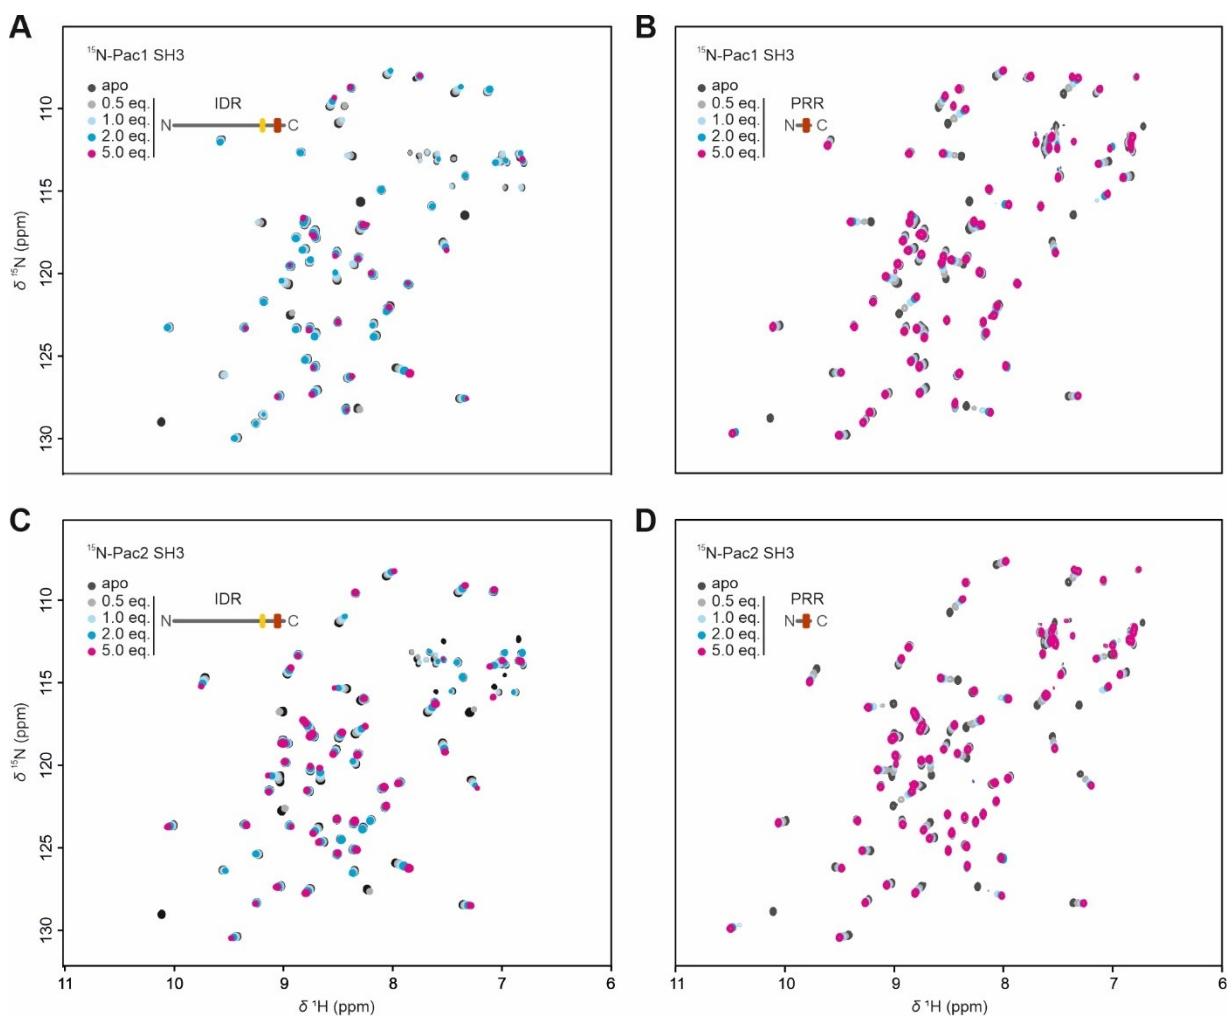 A
¹⁵N-Pac1 SH3
apo
0.5 eq.
1.0 eq.
2.0 eq.
5.0 eq.
IDR
N C
110
115
120
125
130
δ ¹⁵N (ppm)
B
¹⁵N-Pac1 SH3
apo
0.5 eq.
1.0 eq.
2.0 eq.
5.0 eq.
PRR
N C
C
¹⁵N-Pac2 SH3
apo
0.5 eq.
1.0 eq.
2.0 eq.
5.0 eq.
IDR
N C
110
115
120
125
130
δ ¹⁵N (ppm)
11 10 9 8 7 6
δ ¹H (ppm)
D
¹⁵N-Pac2 SH3
apo
0.5 eq.
1.0 eq.
2.0 eq.
5.0 eq.
PRR
N C
11 10 9 8 7 6
δ ¹H (ppm)